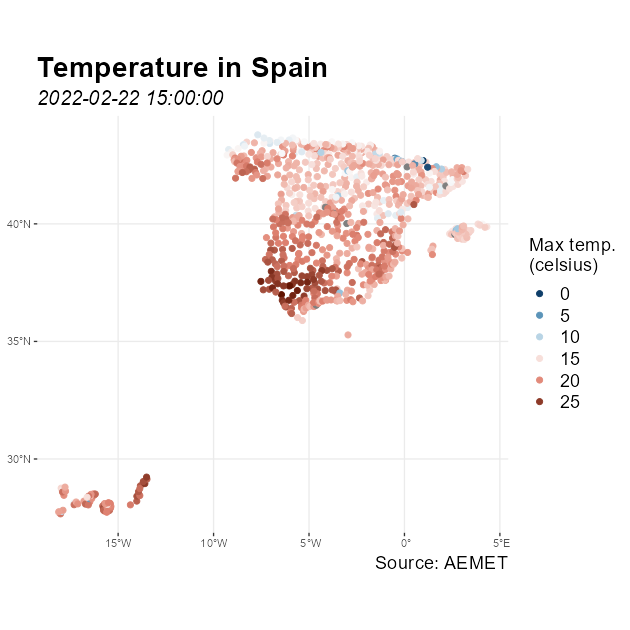 Temperature in Spain
2022-02-22 15:00:00
40°N
35°N
30°N
15°W
10°W
5°W
0°
5°E
Max temp.
(celsius)
0
5
10
15
20
25
Source: AEMET